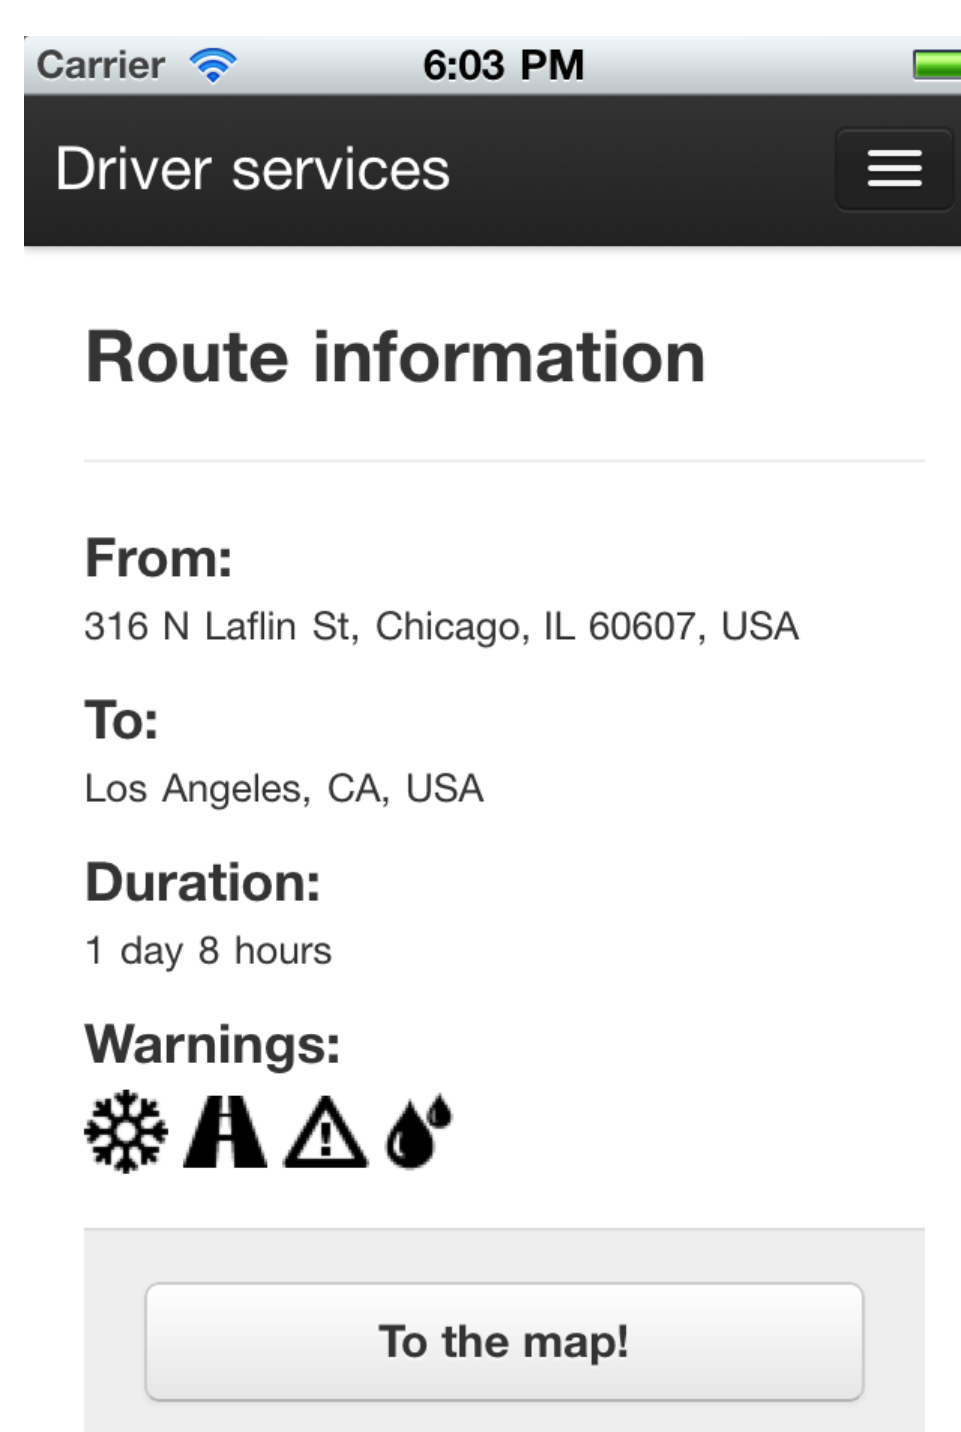 Carrier 6:03 PM
Driver services
Route information
From:
316 N Laflin St, Chicago, IL 60607, USA
To:
Los Angeles, CA, USA
Duration:
1 day 8 hours
Warnings:
To the map!